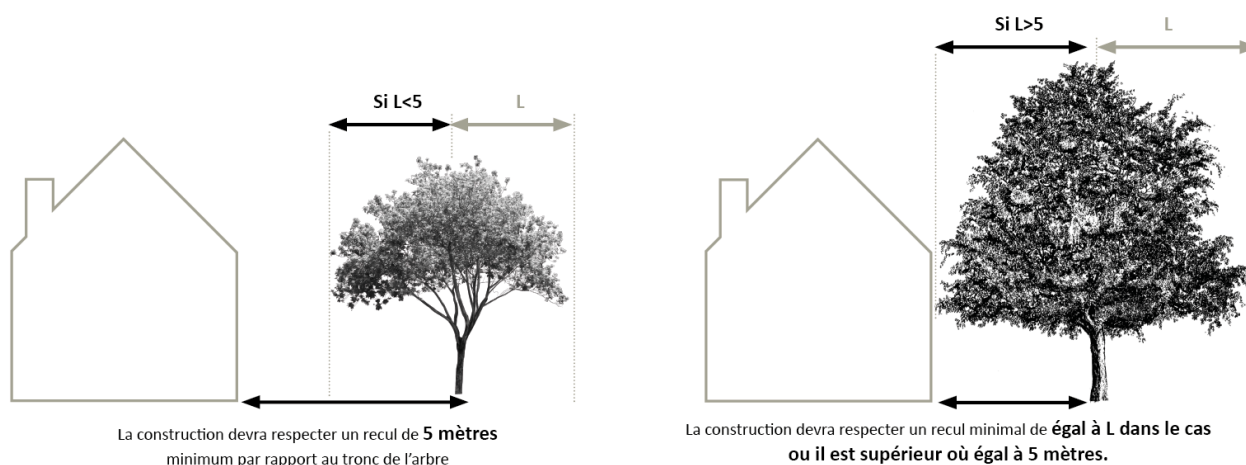 Si L<5
L
La construction devra respecter un recul de 5 mètres
minimum par rapport au tronc de l'arbre
Si L>5
L
La construction devra respecter un recul minimal de égal à L dans le cas
ou il est supérieur où égal à 5 mètres.